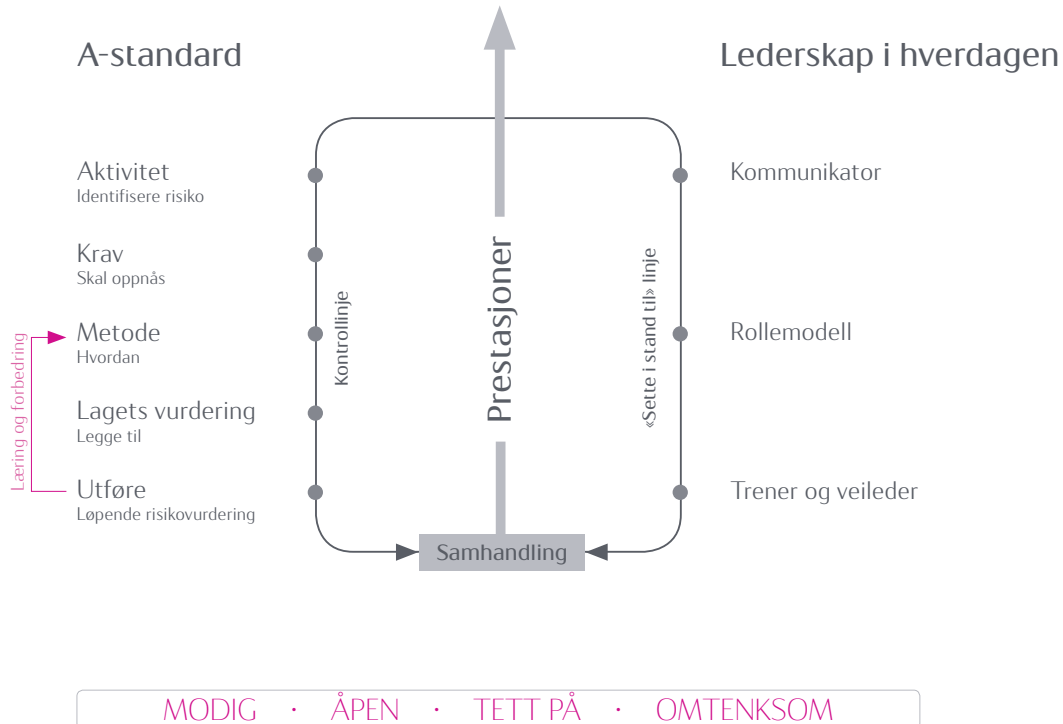 A-standard
Lederskap i hverdagen
Aktivitet
Identifisere risiko
Krav
Skal oppnås
Metode
Hvordan
Lagets vurdering
Legge til
Utføre
Løpende risikovurdering
Læring og forbedring
Kontrollinje
Prestasjoner
«Sette i stand til» linje
Kommunikator
Rollemodell
Trener og veileder
Samhandling
MODIG · ÅPEN · TETT PÅ · OMTENKSOM